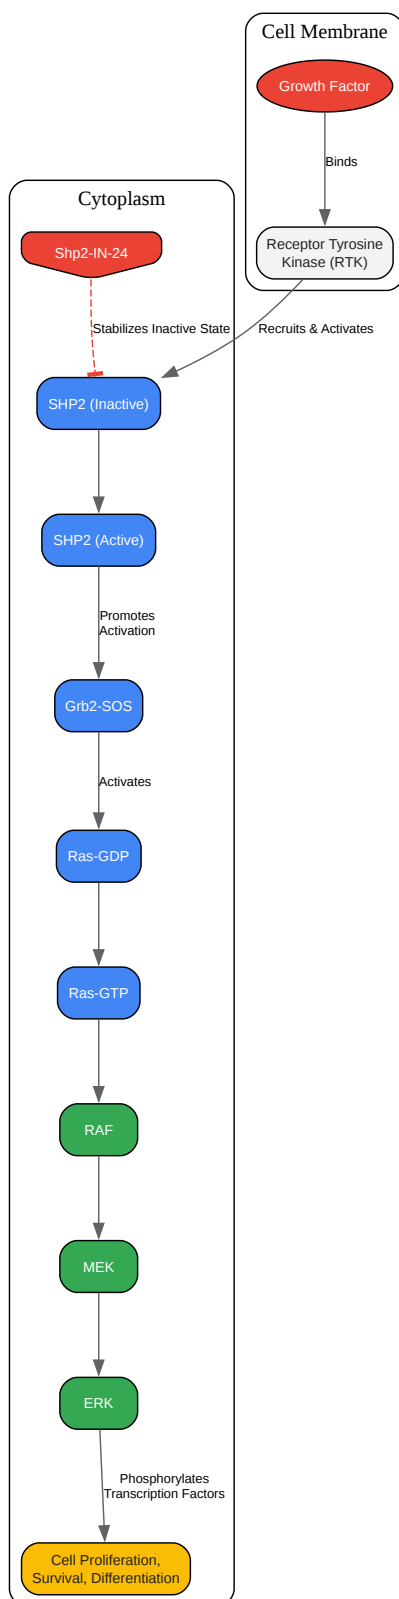 Cell Membrane
Growth Factor
Binds
Receptor Tyrosine
Kinase (RTK)
Cytoplasm
Shp2-IN-24
Stabilizes Inactive State
Recruits & Activates
SHP2 (Inactive)
SHP2 (Active)
Promotes
Activation
Grb2-SOS
Activates
Ras-GDP
Ras-GTP
RAF
MEK
ERK
Phosphorylates
Transcription Factors
Cell Proliferation,
Survival, Differentiation